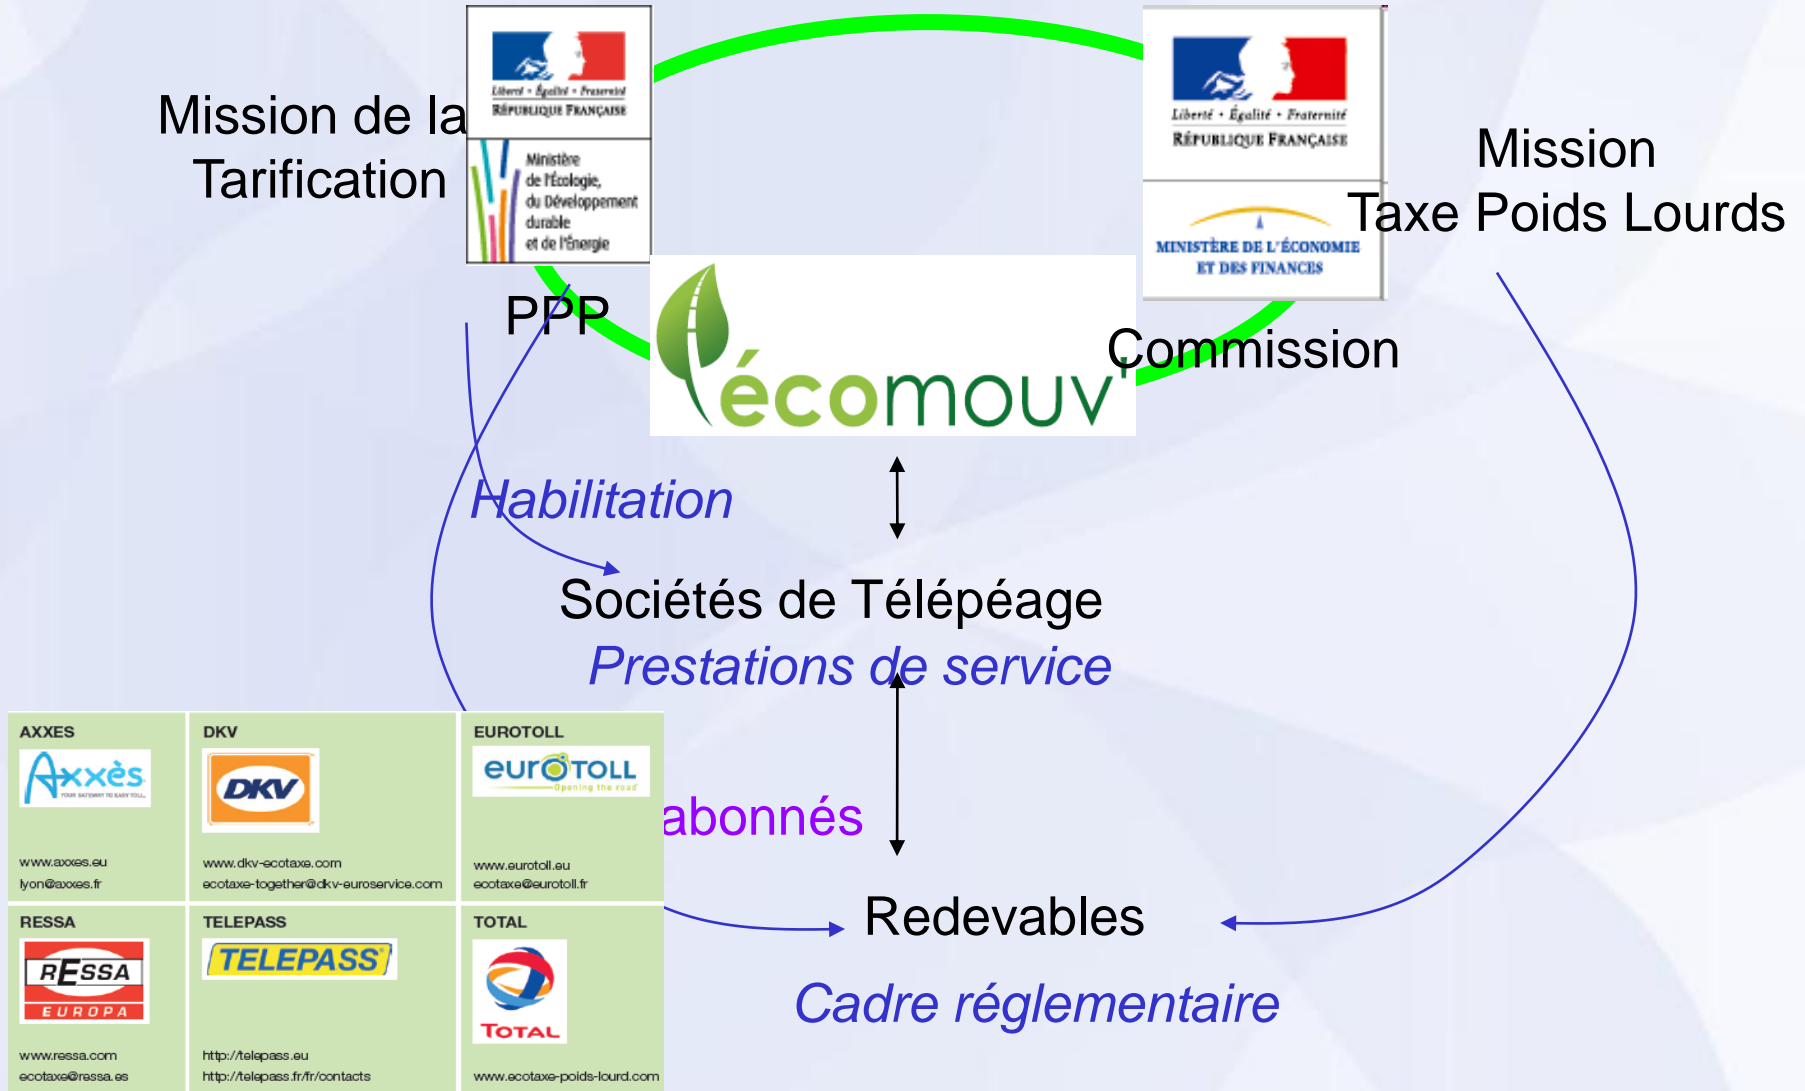 Mission de la
Tarification
Liberté • Égalité • Fraternité
RÉPUBLIQUE FRANÇAISE
Ministère
de l'Écologie,
du Développement
durable
et de l'Énergie
Liberté • Égalité • Fraternité
RÉPUBLIQUE FRANÇAISE
MINISTÈRE DE L'ÉCONOMIE
ET DES FINANCES
Mission
Taxe Poids Lourds
PPP
écomouv'
Commission
Habilitation
Sociétés de Télépéage
Prestations de service
AXXES
Axxès
YOUR GATEWAY TO EASY TOLL
www.axxes.eu
lyon@axxes.fr
DKV
DKV
www.dkv-ecotaxe.com
ecotaxe-together@dkv-euroservice.com
EUROTOLL
eurOTOLL
Opening the road
www.eurotoll.eu
ecotaxe@eurotoll.fr
abonnés
RESSA
RESSA
EUROPA
www.ressa.com
ecotaxe@ressa.es
TELEPASS
TELEPASS
http://telepass.eu
http://telepass.fr/fr/contacts
TOTAL
TOTAL
www.ecotaxe-poids-lourd.com
Redevables
Cadre réglementaire